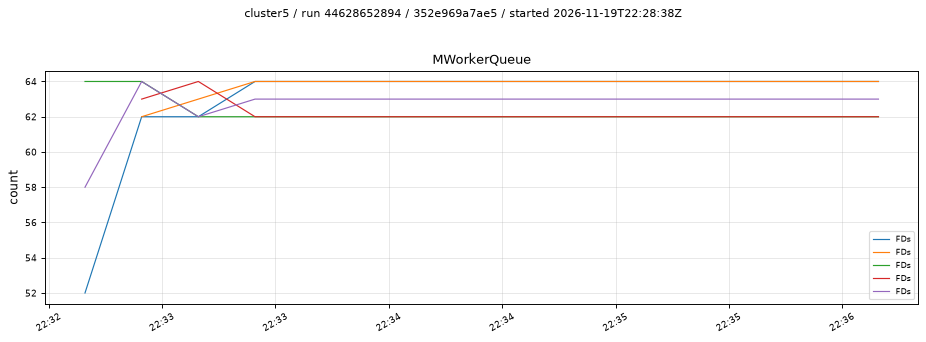 cluster5 / run 44628652894 / 352e969a7ae5 / started 2026-11-19T22:28:38Z
MWorkerQueue
count
64
62
60
58
56
54
52
FDs
FDs
FDs
FDs
FDs
22:32
22:33
22:33
22:34
22:34
22:35
22:35
22:36